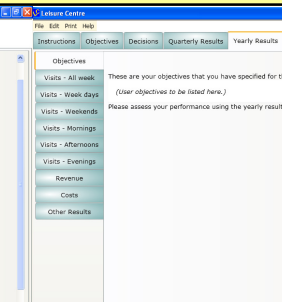 Leisure Centre
File Edit Print Help
Instructions Objectives Decisions Quarterly Results Yearly Results
Objectives
Visits - All week
Visits - Week days
Visits - Weekends
Visits - Mornings
Visits - Afternoons
Visits - Evenings
Revenue
Costs
Other Results
These are your objectives that you have specified for
(User objectives to be listed here.)
Please assess your performance using the yearly